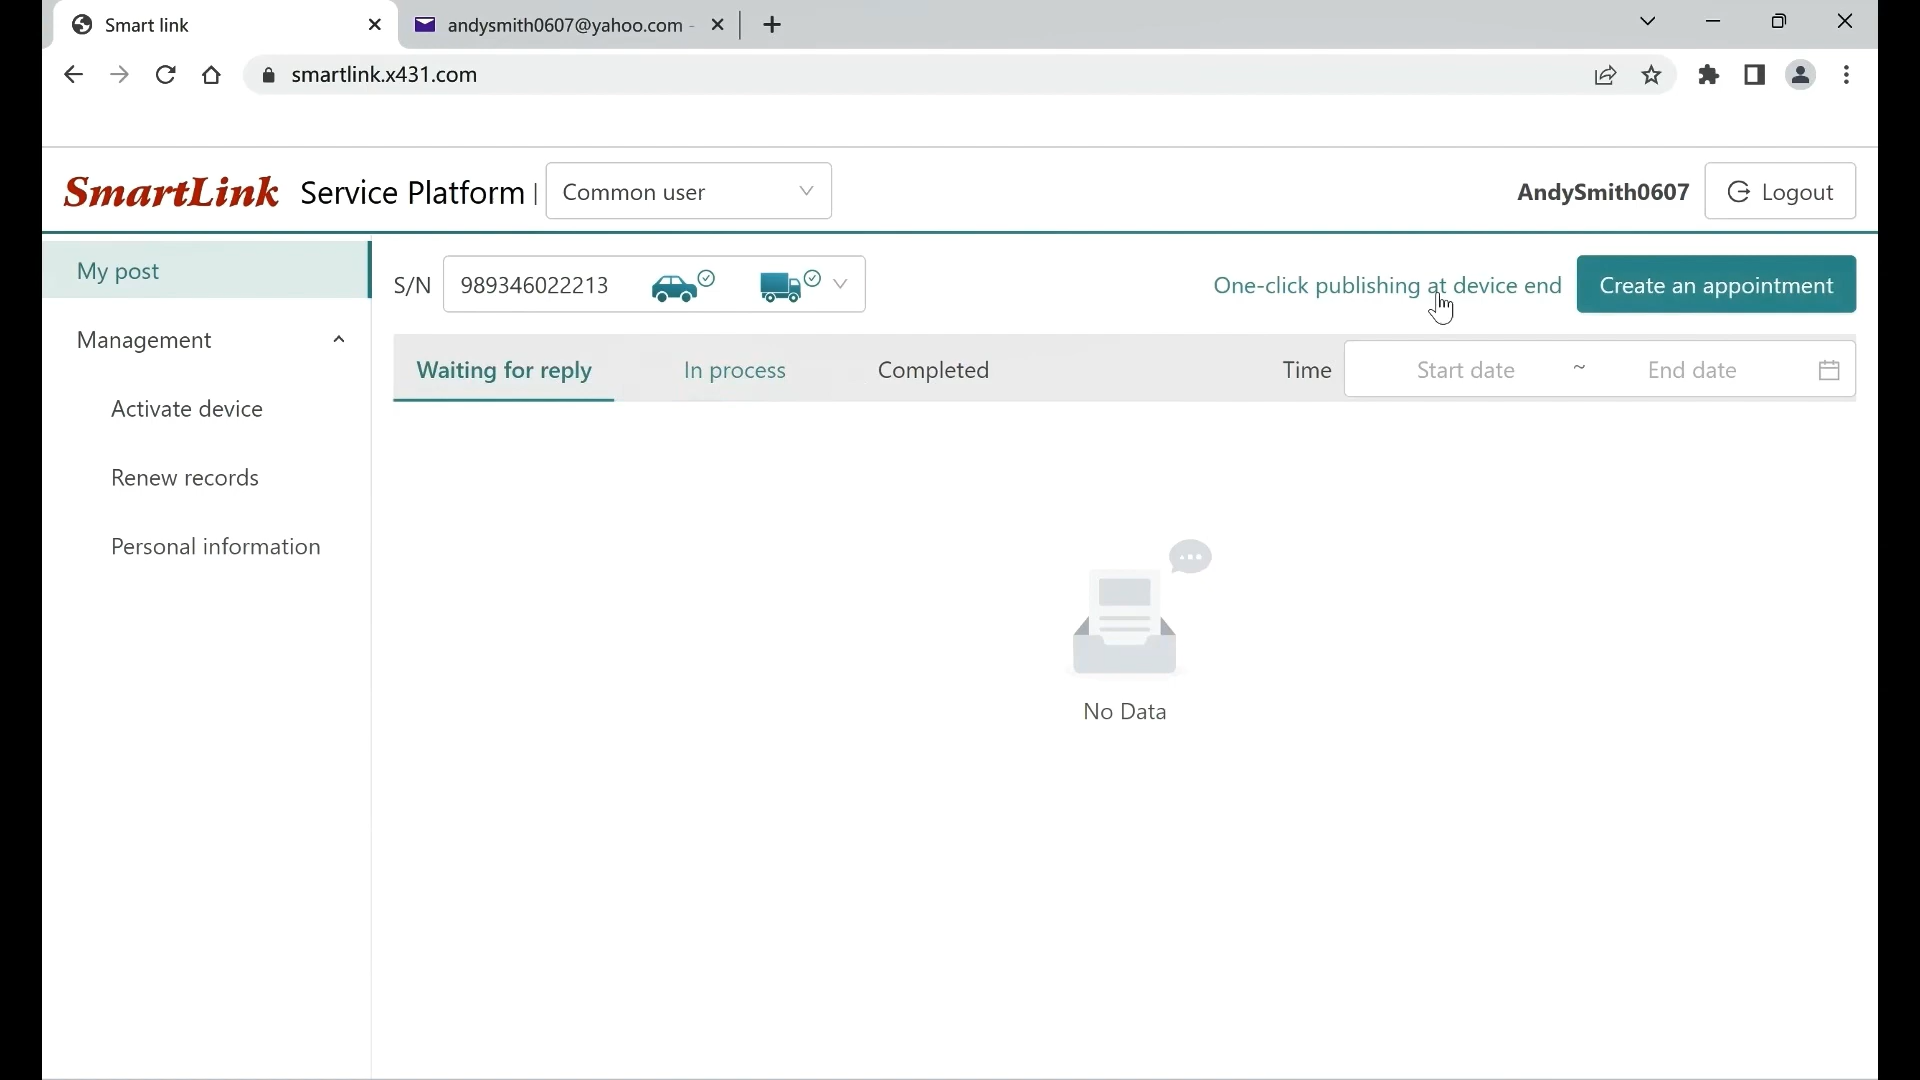 Smart link
andysmith0607@yahoo.com -
smartlink.x431.com
SmartLink Service Platform | Common user
AndySmith0607 Logout
My post
Management
Activate device
Renew records
Personal information
S/N 989346022213
One-click publishing at device end Create an appointment
Waiting for reply In process Completed Time Start date ~ End date
No Data